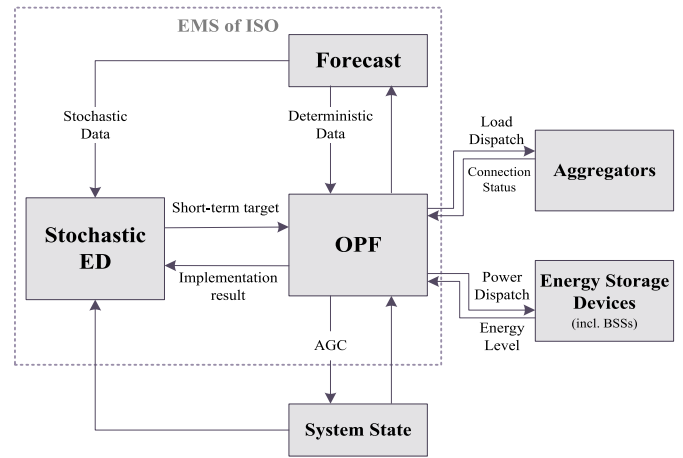 EMS of ISO
Forecast
Stochastic
Data
Deterministic
Data
Load
Dispatch
Connection
Status
Aggregators
Stochastic
ED
Short-term target
Implementation
result
OPF
Power
Dispatch
Energy
Level
Energy Storage
Devices
(incl. BSSs)
AGC
System State